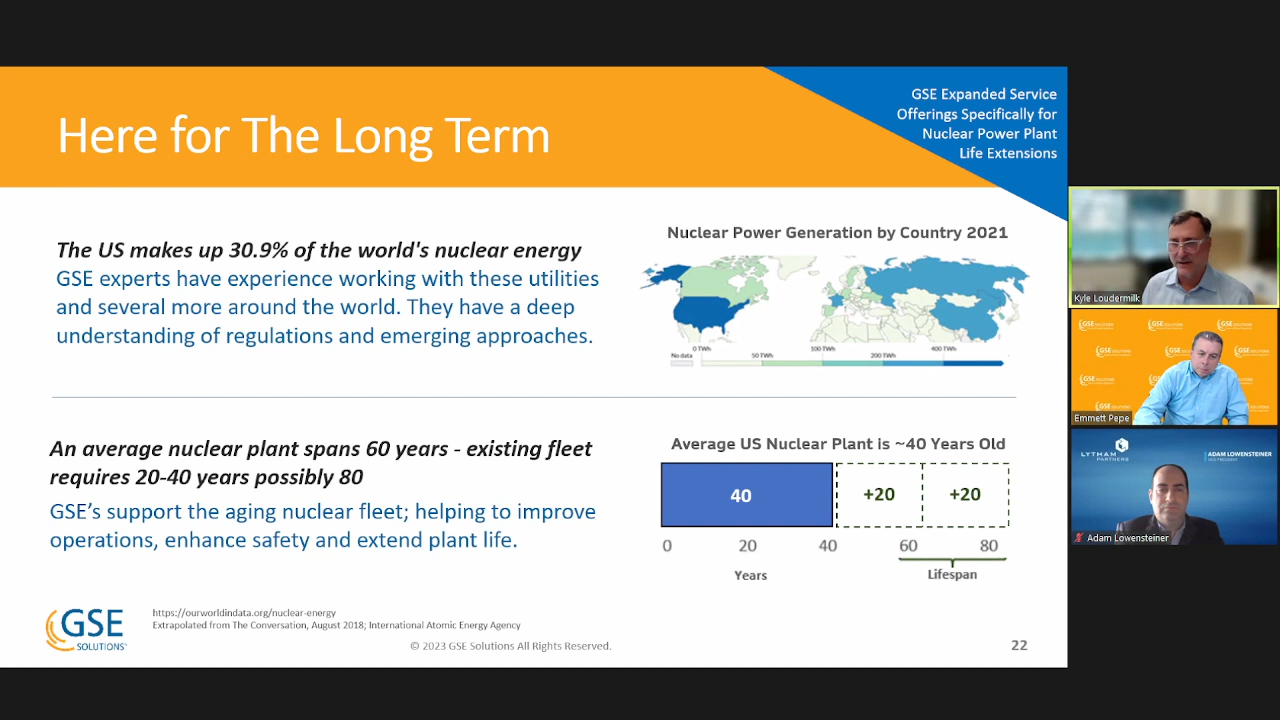 GSE Expanded Service
Offerings Specifically for
Nuclear Power Plant
Life Extensions
Here for The Long Term
The US makes up 30.9% of the world's nuclear energy
GSE experts have experience working with these utilities
and several more around the world. They have a deep
understanding of regulations and emerging approaches.
Nuclear Power Generation by Country 2021
No data
0 TWh
50 TWh
100 TWh
200 TWh
400 TWh
An average nuclear plant spans 60 years - existing fleet
requires 20-40 years possibly 80
GSE’s support the aging nuclear fleet; helping to improve
operations, enhance safety and extend plant life.
Average US Nuclear Plant is ~40 Years Old
40 +20 +20
0 20 40 60 80
Years
Lifespan
GSE
SOLUTIONS
https://ourworldindata.org/nuclear-energy
Extrapolated from The Conversation, August 2018; International Atomic Energy Agency
© 2023 GSE Solutions All Rights Reserved.
22
Kyle Loudermilk
GSE SOLUTIONS
Emmett Pepe
LYTHAM
PARTNERS
ADAM LOWENSTEINER
VICE PRESIDENT
Adam Lowensteiner